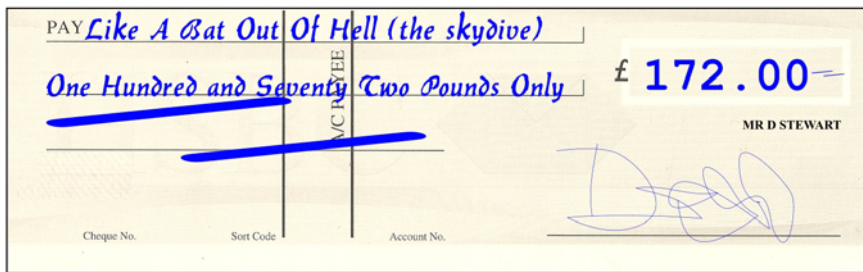 PAY Like A Bat Out Of Hell (the skydive)
One Hundred and Seventy Two Pounds Only
£ 172.00
A/C PAYEE
MR D STEWART
Cheque No. Sort Code Account No.